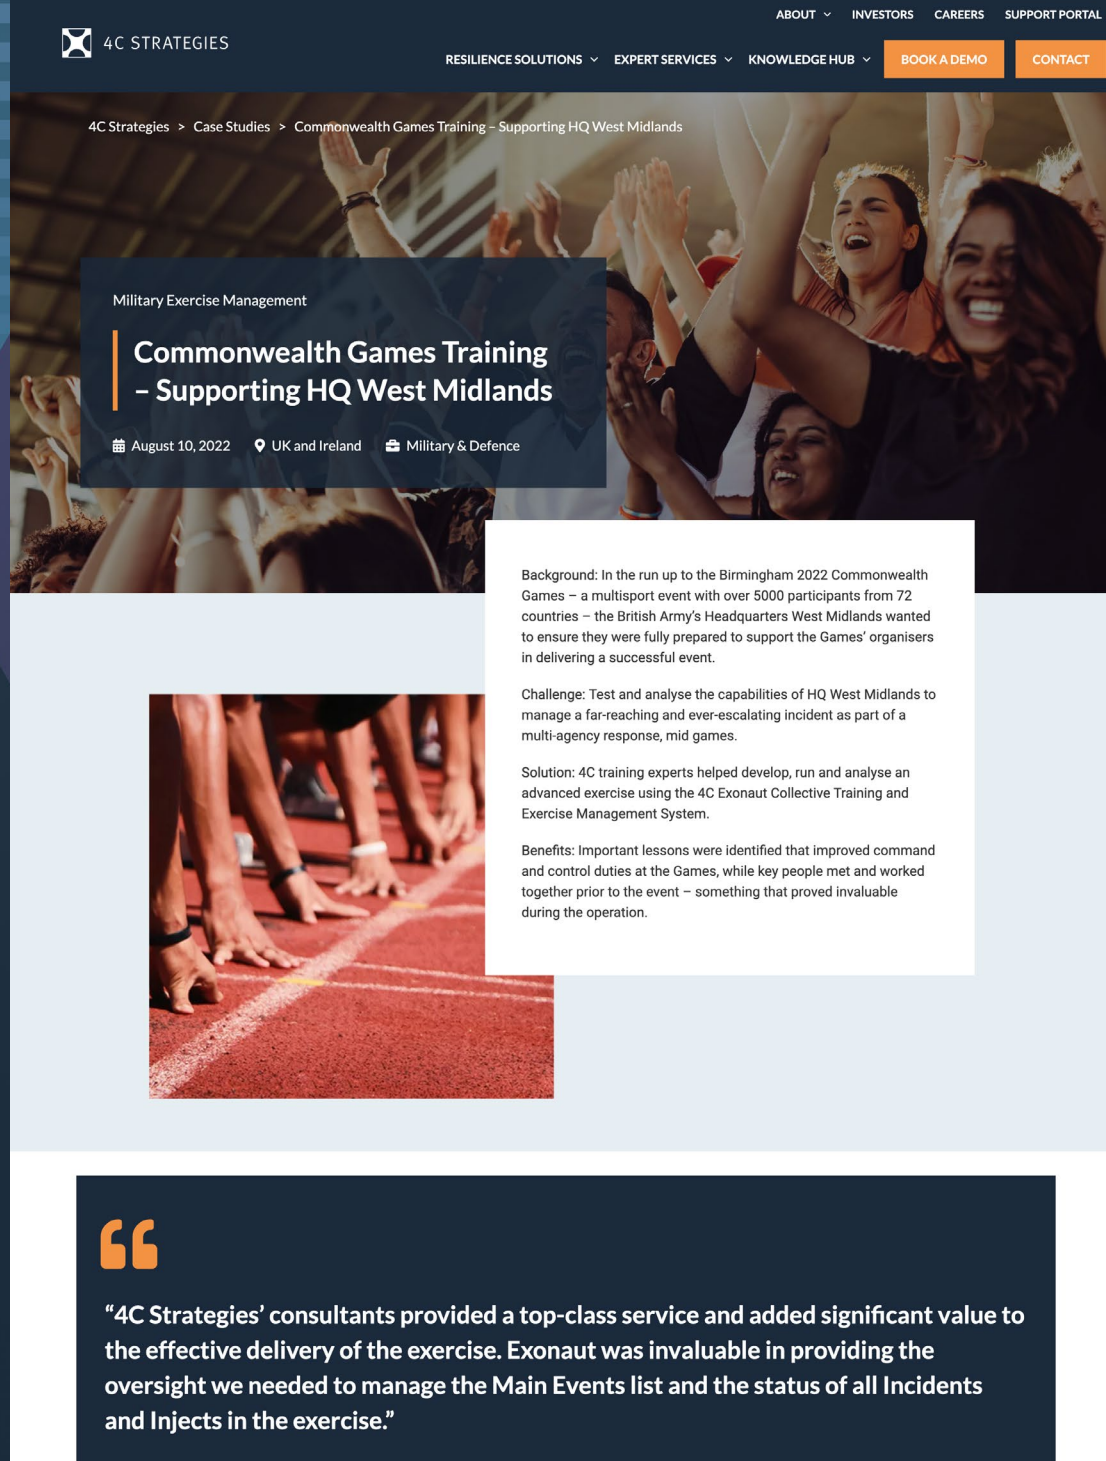 ABOUT INVESTORS CAREERS SUPPORT PORTAL
4C STRATEGIES
RESILIENCE SOLUTIONS EXPERT SERVICES KNOWLEDGE HUB BOOK A DEMO CONTACT
4C Strategies > Case Studies > Commonwealth Games Training – Supporting HQ West Midlands
Military Exercise Management
Commonwealth Games Training
– Supporting HQ West Midlands
August 10, 2022 UK and Ireland Military & Defence
Background: In the run up to the Birmingham 2022 Commonwealth
Games – a multisport event with over 5000 participants from 72
countries – the British Army’s Headquarters West Midlands wanted
to ensure they were fully prepared to support the Games’ organisers
in delivering a successful event.
Challenge: Test and analyse the capabilities of HQ West Midlands to
manage a far-reaching and ever-escalating incident as part of a
multi-agency response, mid games.
Solution: 4C training experts helped develop, run and analyse an
advanced exercise using the 4C Exonaut Collective Training and
Exercise Management System.
Benefits: Important lessons were identified that improved command
and control duties at the Games, while key people met and worked
together prior to the event – something that proved invaluable
during the operation.
“4C Strategies’ consultants provided a top-class service and added significant value to
the effective delivery of the exercise. Exonaut was invaluable in providing the
oversight we needed to manage the Main Events list and the status of all Incidents
and Injects in the exercise.”